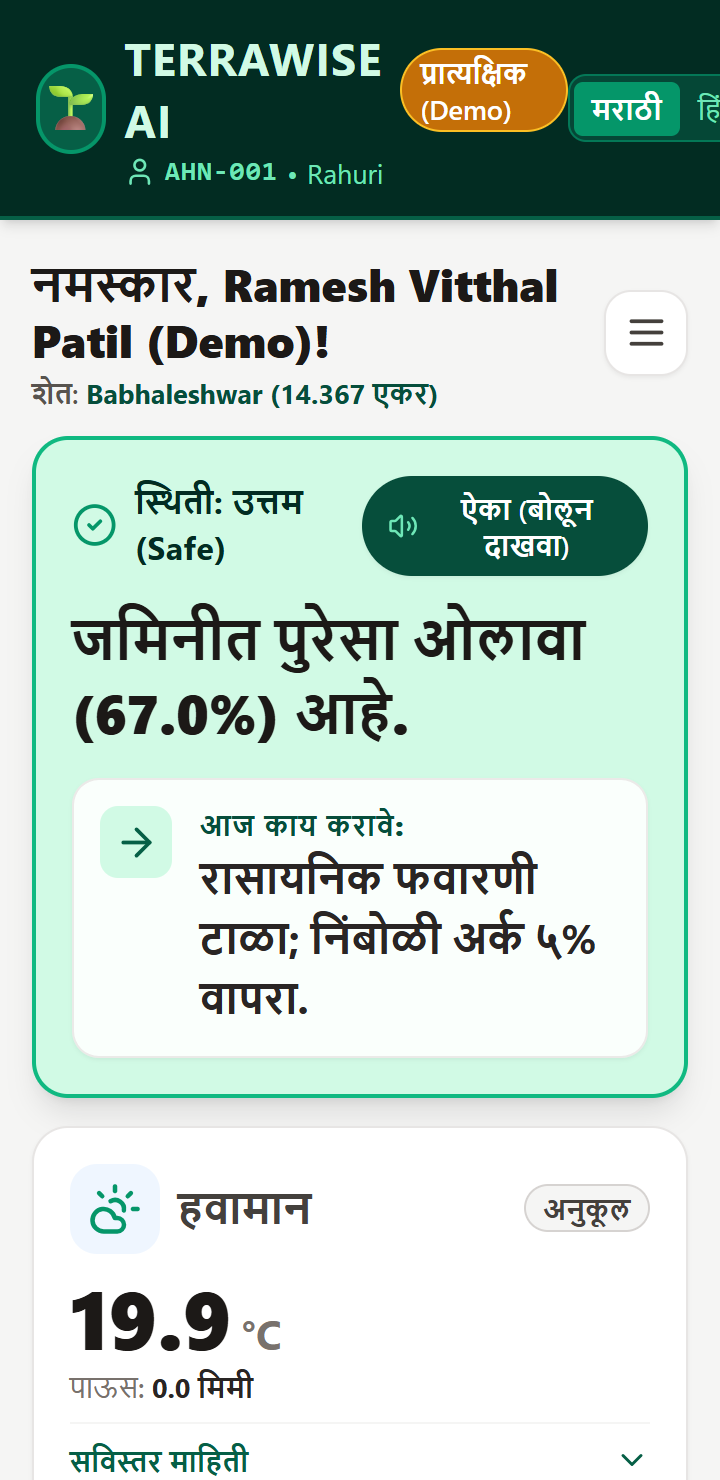 TERRAWISE
AI
AHN-001 • Rahuri
प्रात्यक्षिक
(Demo)
मराठी
हिं
नमस्कार, Ramesh Vitthal
Patil (Demo)!
शेत: Babhaleshwar (14.367 एकर)
स्थिती: उत्तम
(Safe)
ऐका (बोलून
दाखवा)
जमिनीत पुरेसा ओलावा
(67.0%) आहे.
आज काय करावे:
रासायनिक फवारणी
टाळा; निंबोळी अर्क ५%
वापरा.
हवामान
अनुकूल
19.9 °C
पाऊस: 0.0 मिमी
सविस्तर माहिती